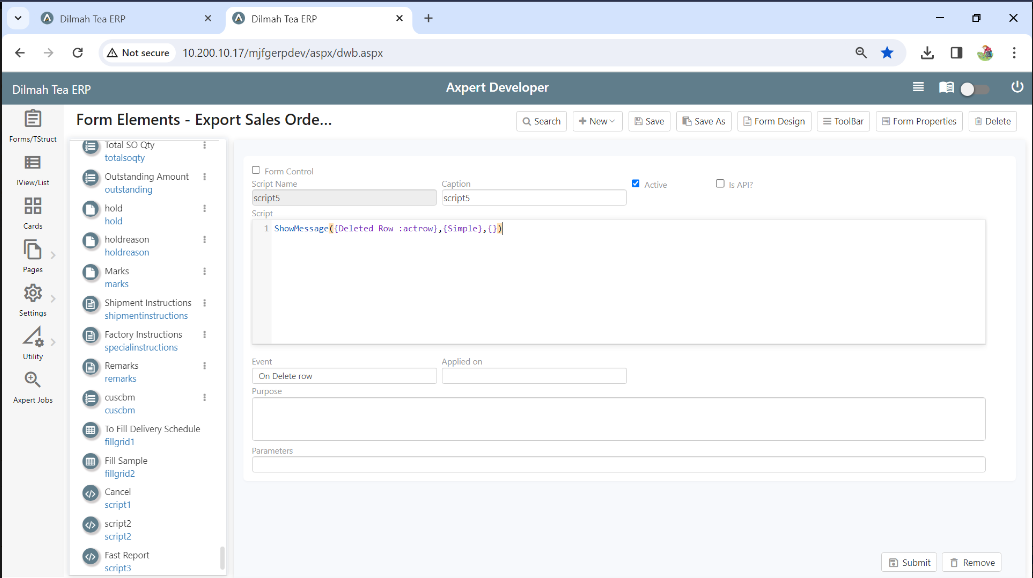 Dilmah Tea ERP
Dilmah Tea ERP
Not secure
10.200.10.17/mjfgerpdev/aspx/dwb.aspx
Dilmah Tea ERP
Axpert Developer
Forms/TStruct
IView/List
Cards
Pages
Settings
Utility
Axpert Jobs
Form Elements - Export Sales Orde...
Search
New
Save
Save As
Form Design
ToolBar
Form Properties
Delete
Total SO Qty
totalsoqty
Outstanding Amount
outstanding
hold
hold
holdreason
holdreason
Marks
marks
Shipment Instructions
shipmentinstructions
Factory Instructions
specialinstructions
Remarks
remarks
cuscbm
cuscbm
To Fill Delivery Schedule
fillgrid1
Fill Sample
fillgrid2
Cancel
script1
script2
script2
Fast Report
script3
Form Control
Script Name
Caption
Active
Is API?
script5
script5
Script
1 ShowMessage({Deleted Row :actrow},{Simple},{})
Event
Applied on
On Delete row
Purpose
Parameters
Submit
Remove